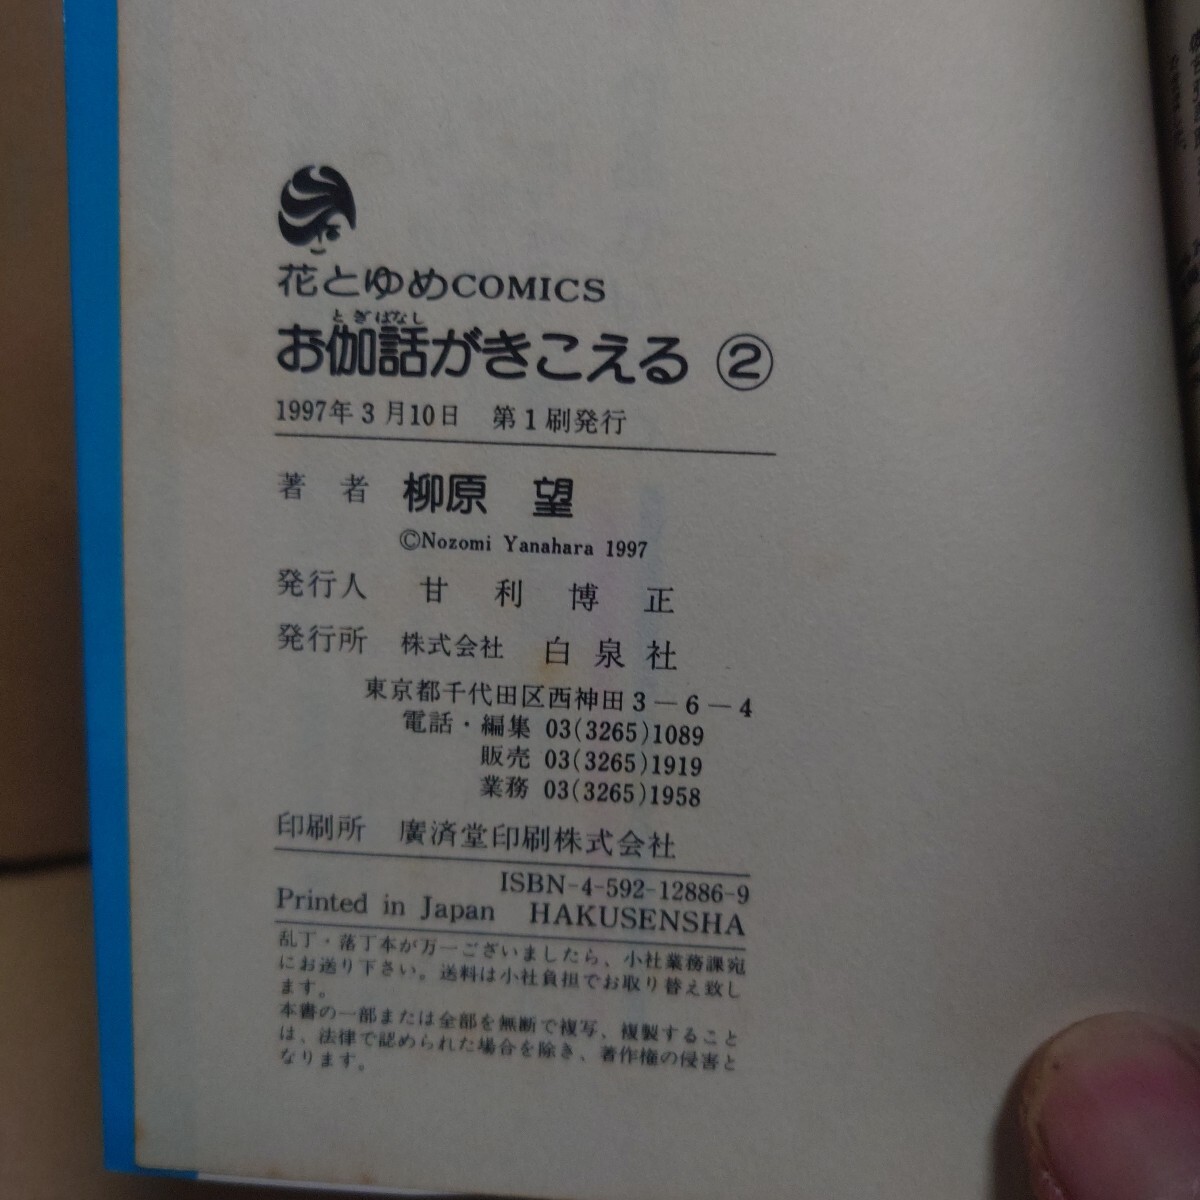 花とゆめCOMICS
とぎばなし
お伽話がきこえる ②
1997年3月10日 第1刷発行
著者 柳原 望
©Nozomi Yanahara 1997
発行人 甘利博正
発行所 株式会社 白泉社
東京都千代田区西神田3-6-4
電話・編集 03(3265)1089
販売 03(3265)1919
業務 03(3265)1958
印刷所 廣済堂印刷株式会社
ISBN-4-592-12886-9
Printed in Japan HAKUSENSHA
乱丁・落丁本が万一ございましたら、小社業務課宛
にお送り下さい。送料は小社負担でお取り替え致し
ます。
本書の一部または全部を無断で複写、複製すること
は、法律で認められた場合を除き、著作権の侵害と
なります。